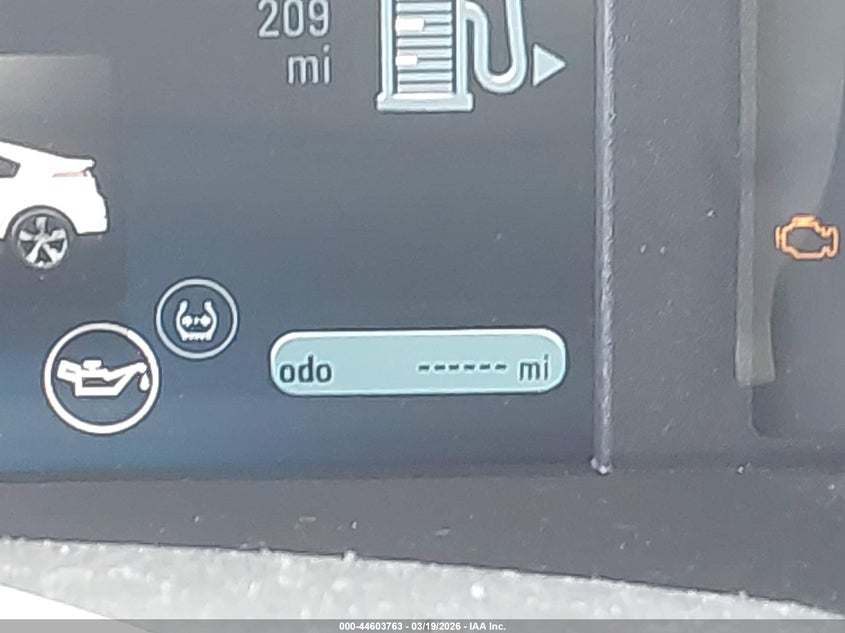 209
mi
odo ------ mi
000-44603763 - 03/19/2026 - IAA Inc.